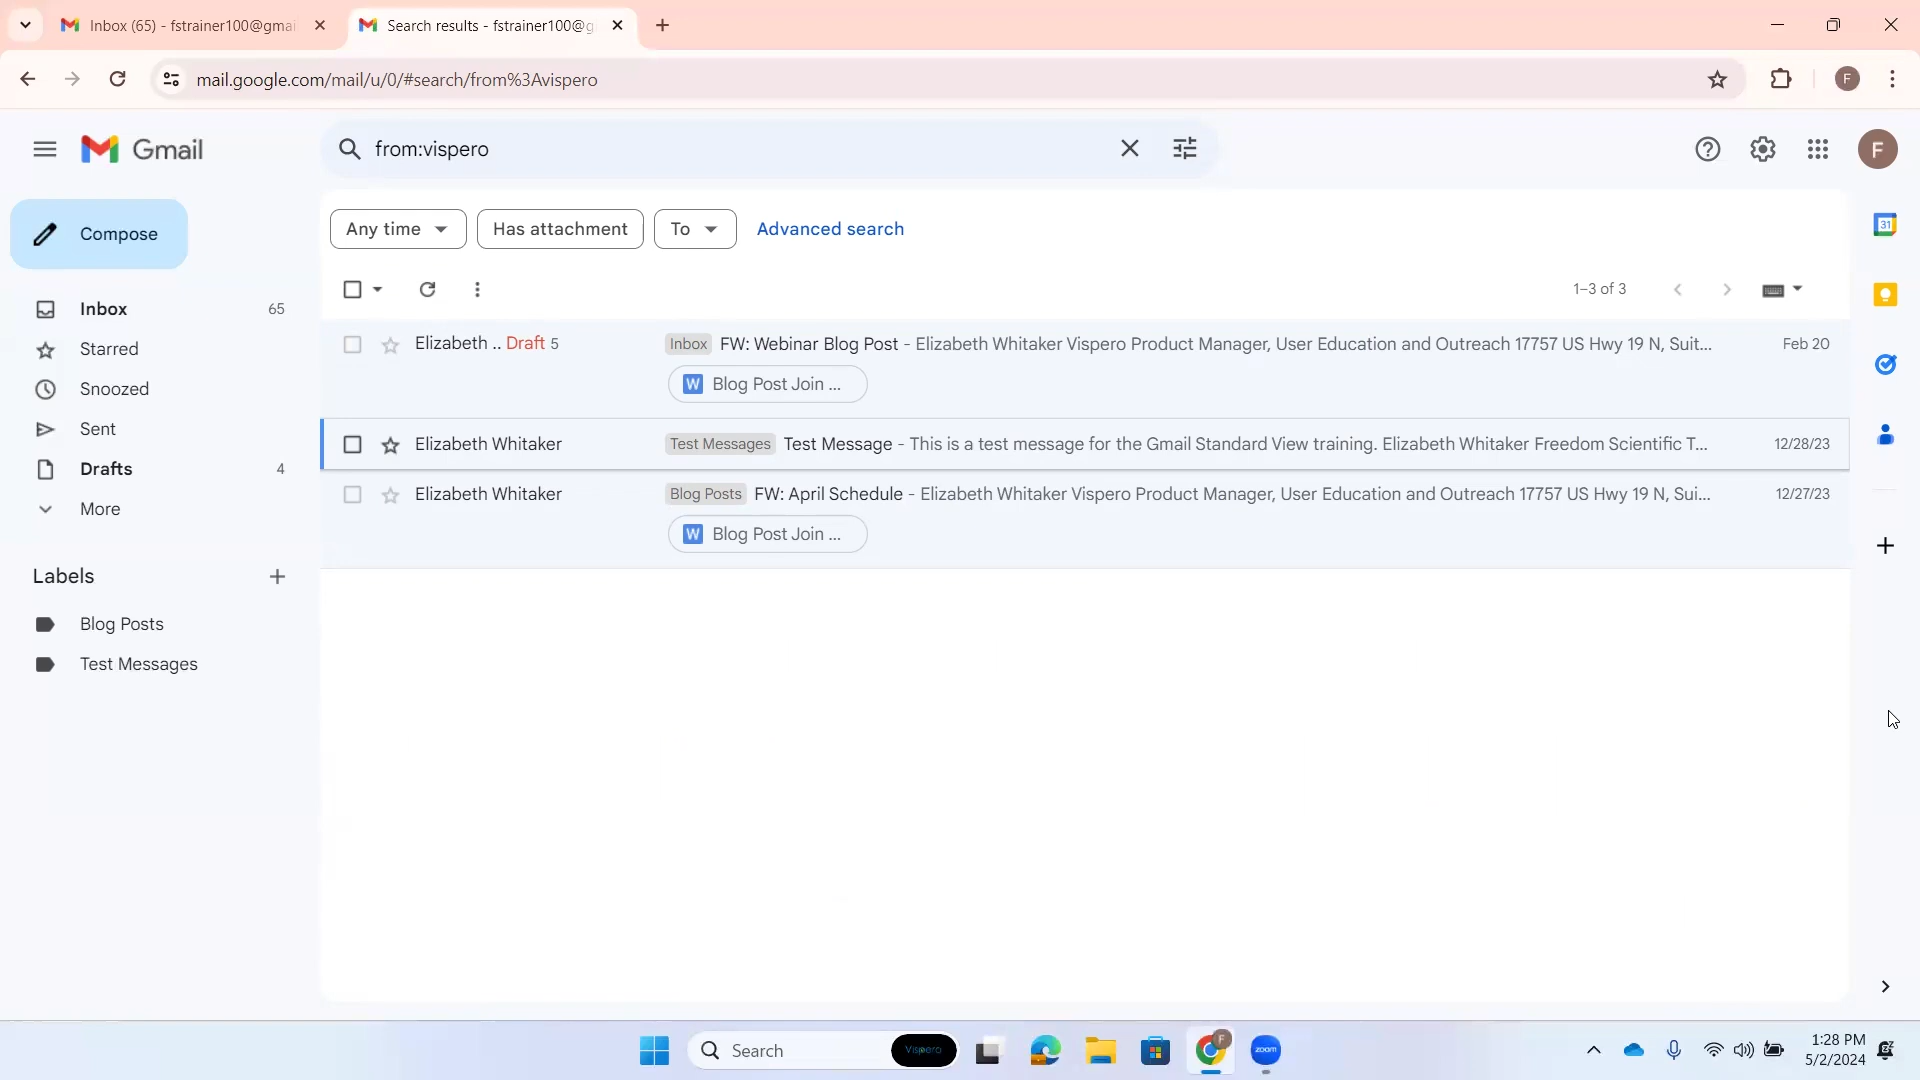 Inbox (65) - fstrainer100@gmai
Search results - fstrainer100@g
mail.google.com/mail/u/0/#search/from%3Avispero
F
Gmail
from:vispero
F
Compose
Any time
Has attachment
To
Advanced search
31
1–3 of 3
Inbox 65
Starred
Snoozed
Sent
Drafts 4
More
Labels
Blog Posts
Test Messages
Elizabeth .. Draft 5 Inbox FW: Webinar Blog Post - Elizabeth Whitaker Vispero Product Manager, User Education and Outreach 17757 US Hwy 19 N, Suit... Feb 20
W Blog Post Join ...
Elizabeth Whitaker Test Messages Test Message - This is a test message for the Gmail Standard View training. Elizabeth Whitaker Freedom Scientific T... 12/28/23
Elizabeth Whitaker Blog Posts FW: April Schedule - Elizabeth Whitaker Vispero Product Manager, User Education and Outreach 17757 US Hwy 19 N, Sui... 12/27/23
W Blog Post Join ...
Search
Vispero
F
zoom
1:28 PM
5/2/2024